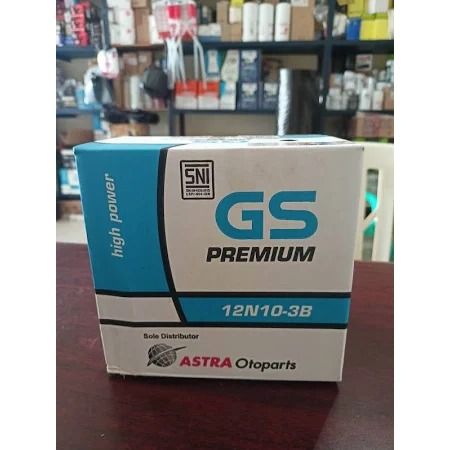 high power
SNI
GS
PREMIUM
12N10-3B
Sole Distributor
ASTRA Otoparts